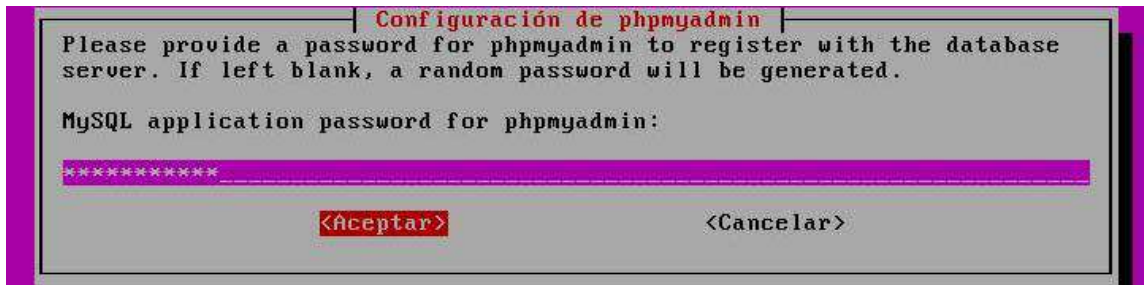 Configuración de phpmyadmin
Please provide a password for phpmyadmin to register with the database
server. If left blank, a random password will be generated.
MySQL application password for phpmyadmin:
***********
<Aceptar> <Cancelar>